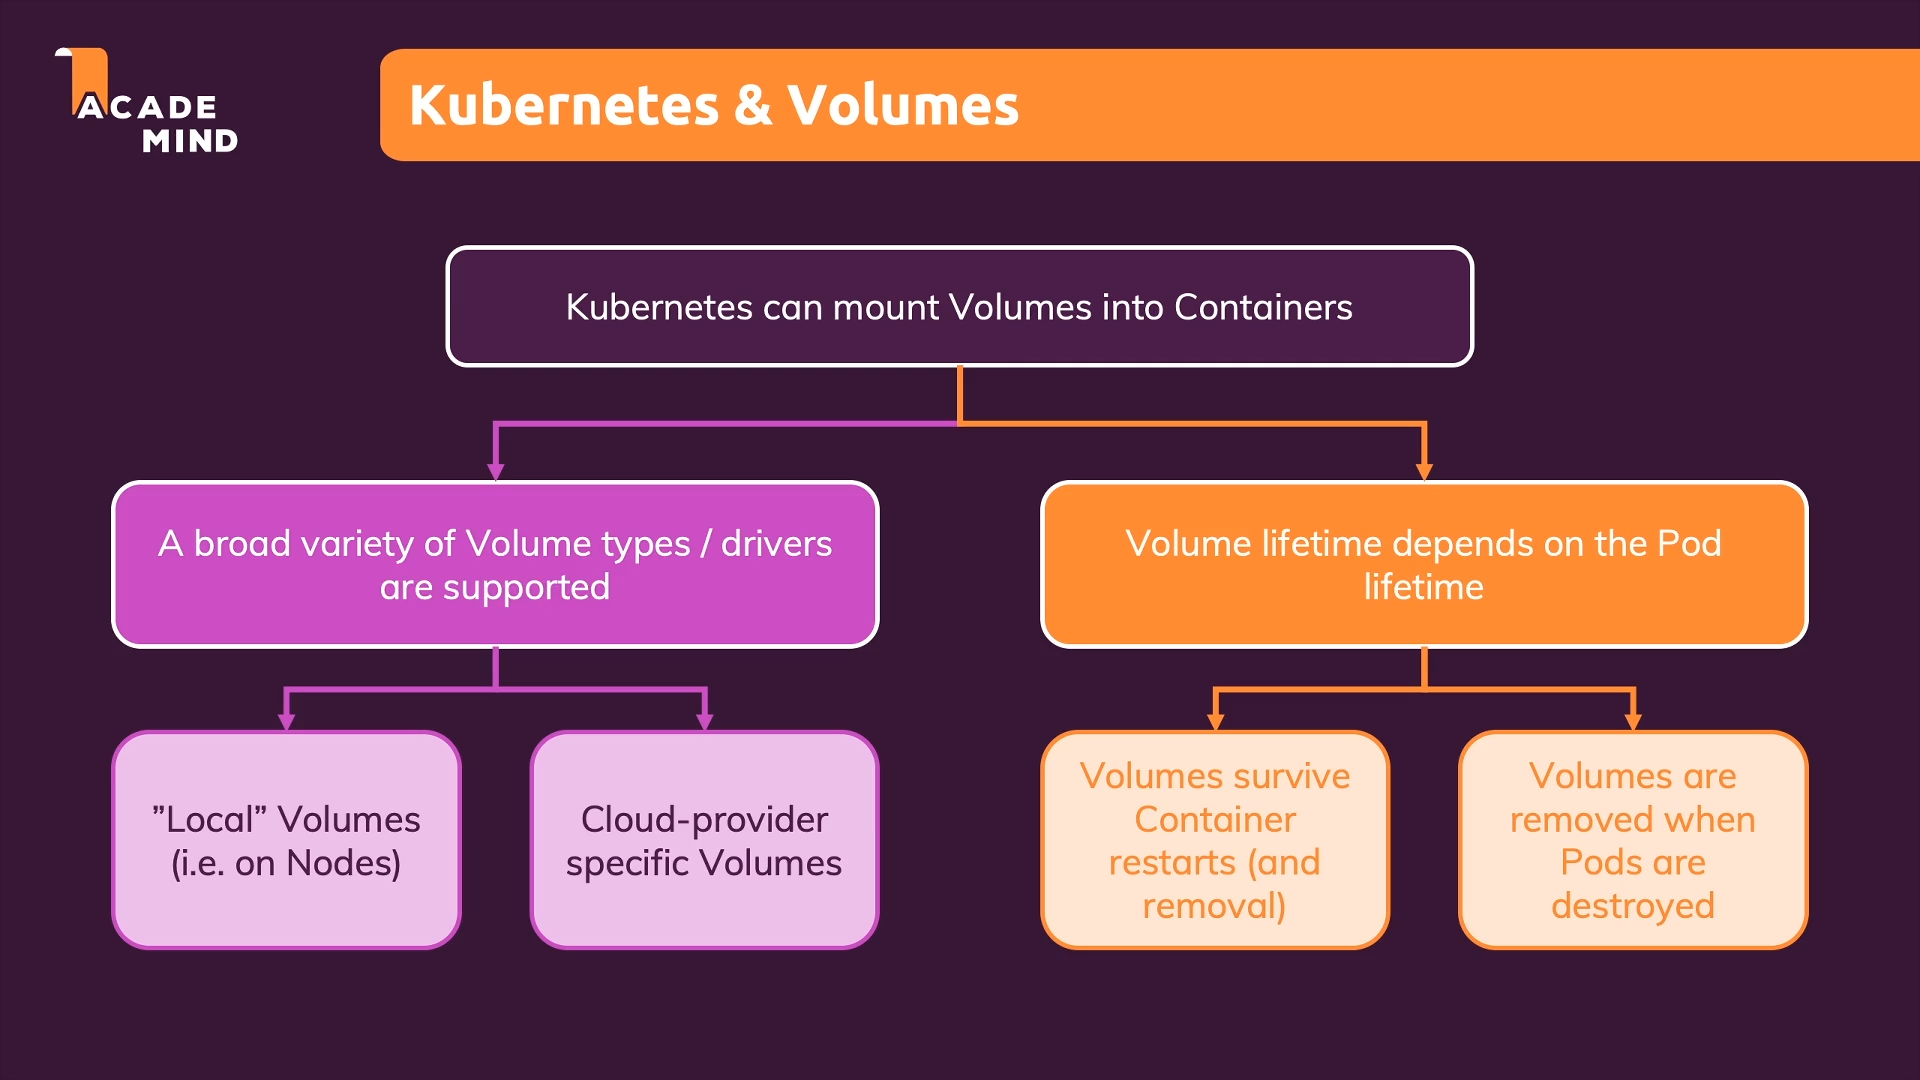 ACADE
MIND
Kubernetes & Volumes
Kubernetes can mount Volumes into Containers
A broad variety of Volume types / drivers
are supported
Volume lifetime depends on the Pod
lifetime
”Local” Volumes
(i.e. on Nodes)
Cloud-provider
specific Volumes
Volumes survive
Container
restarts (and
removal)
Volumes are
removed when
Pods are
destroyed